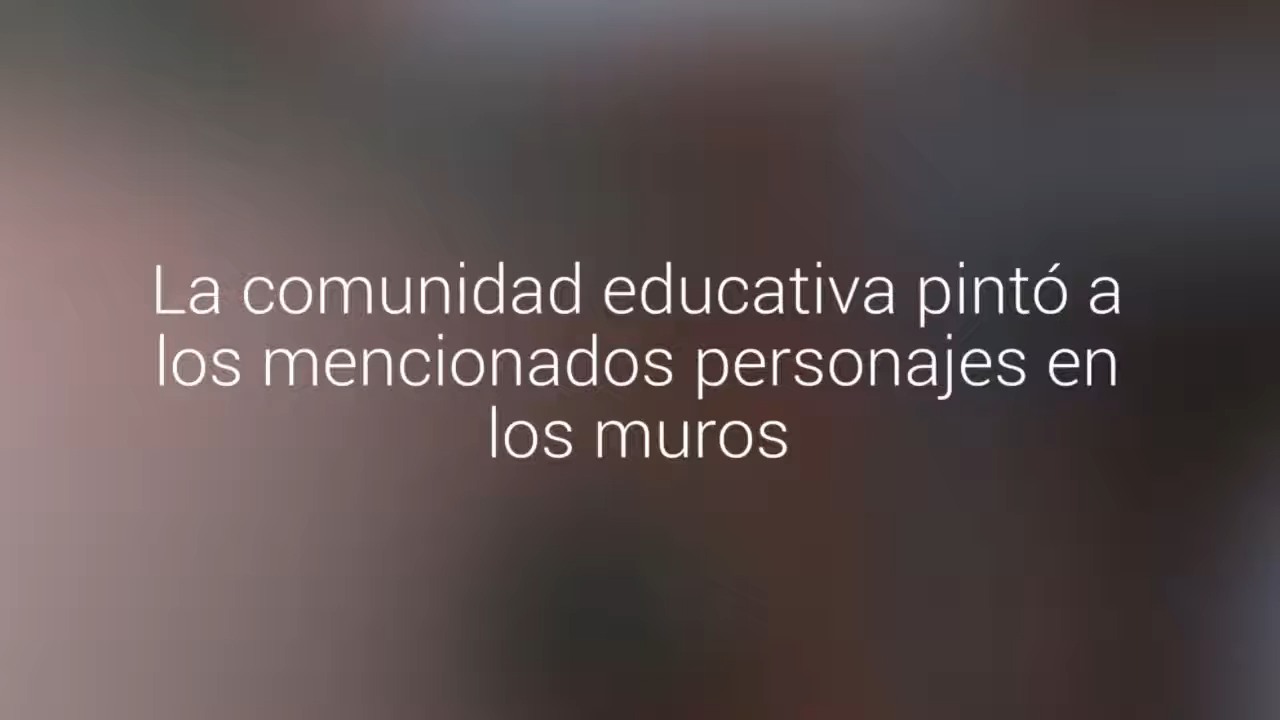 La comunidad educativa pintó a
los mencionados personajes en
los muros